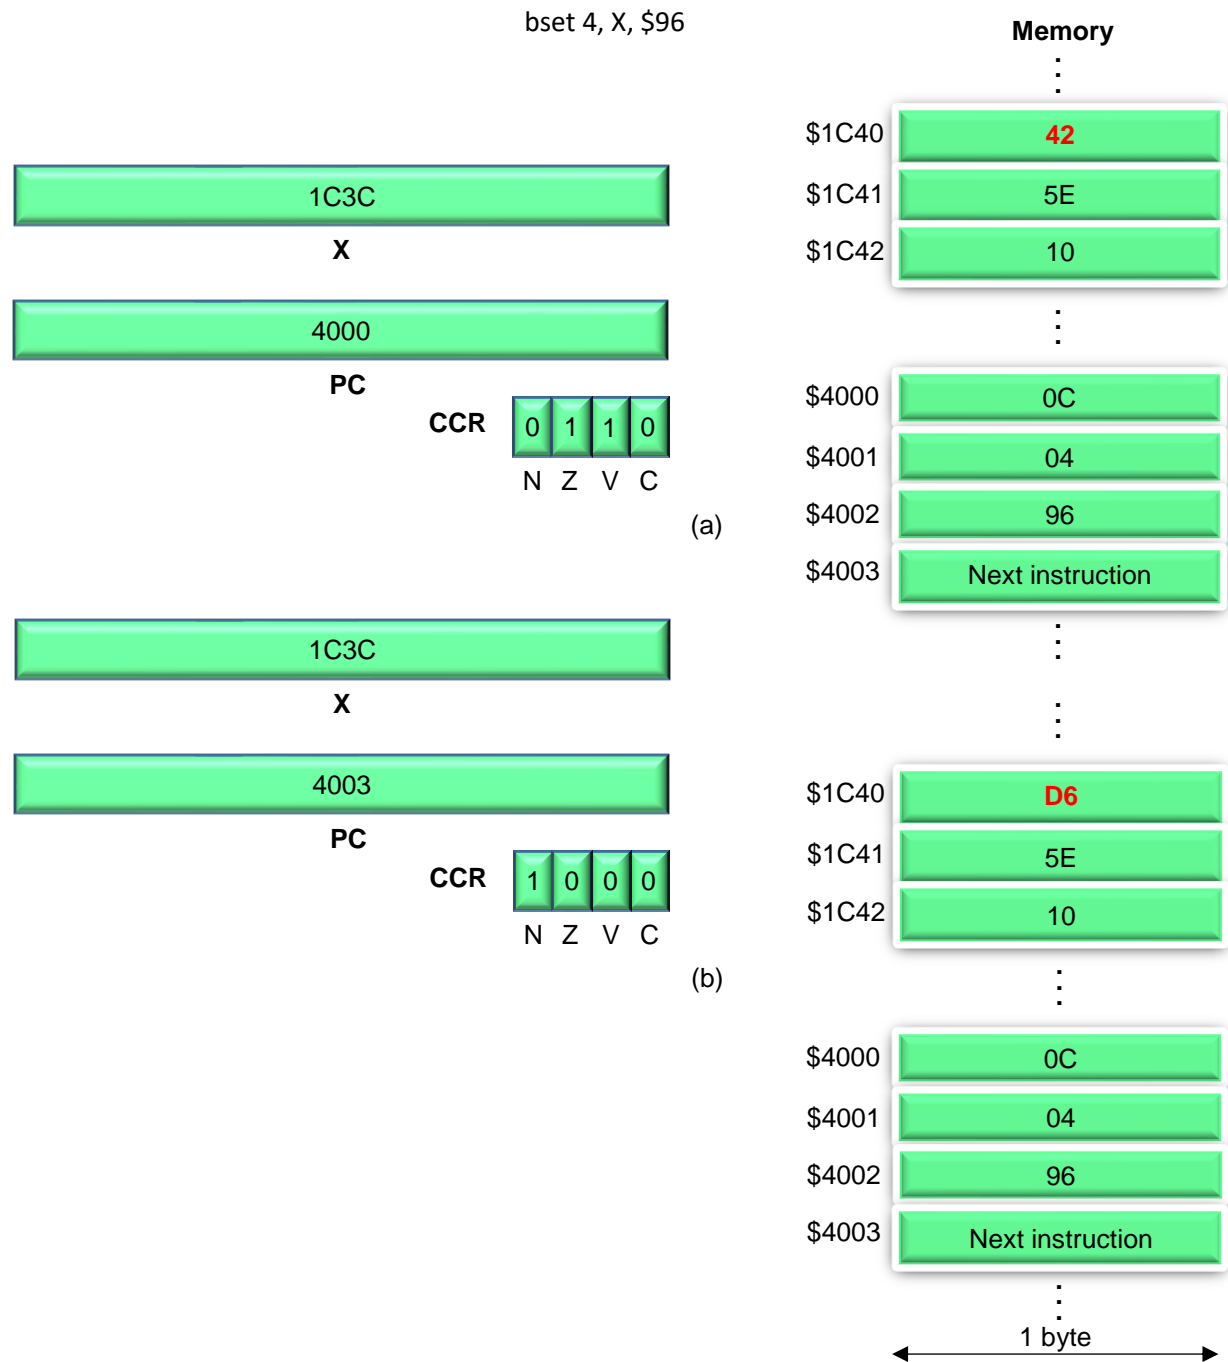 bset 4, X, $96
Memory
$1C40 42
1C3C
$1C41 5E
X
$1C42 10
4000
PC
$4000 0C
CCR 0 1 1 0
$4001 04
N Z V C
$4002 96
(a)
$4003 Next instruction
1C3C
X
4003
$1C40 D6
PC
$1C41 5E
CCR 1 0 0 0
$1C42 10
N Z V C
(b)
$4000 0C
$4001 04
$4002 96
$4003 Next instruction
1 byte